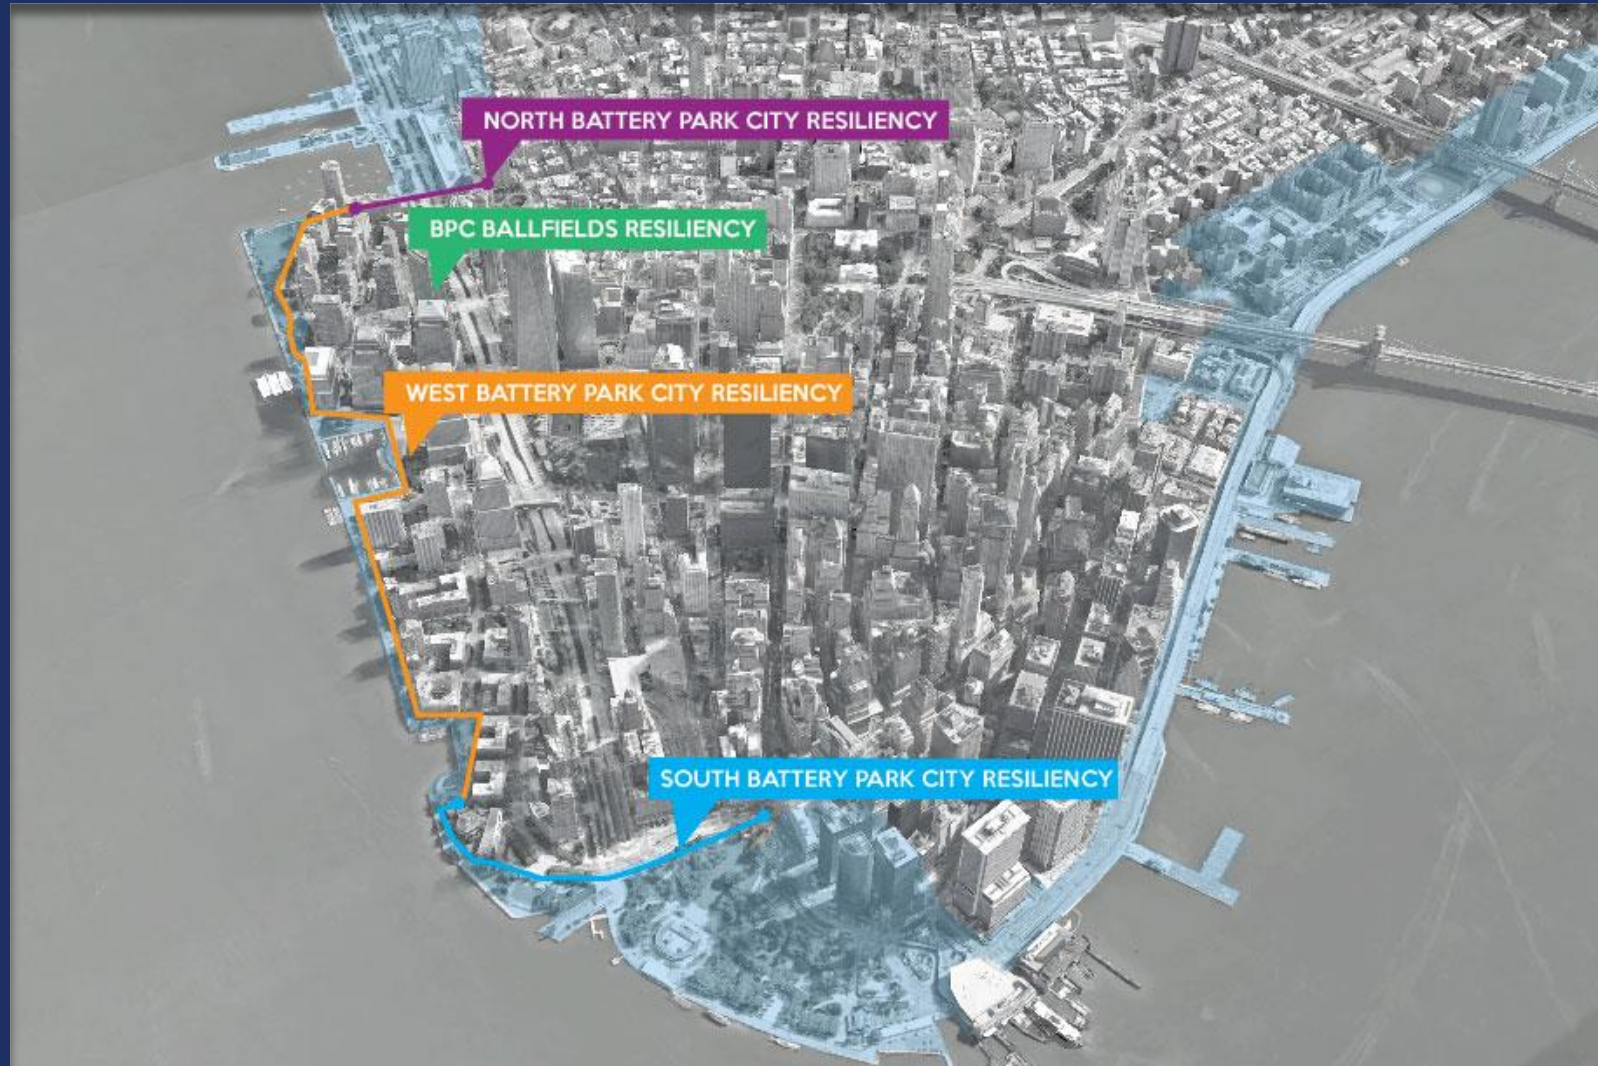 NORTH BATTERY PARK CITY RESILIENCY
BPC BALLFIELDS RESILIENCY
WEST BATTERY PARK CITY RESILIENCY
SOUTH BATTERY PARK CITY RESILIENCY